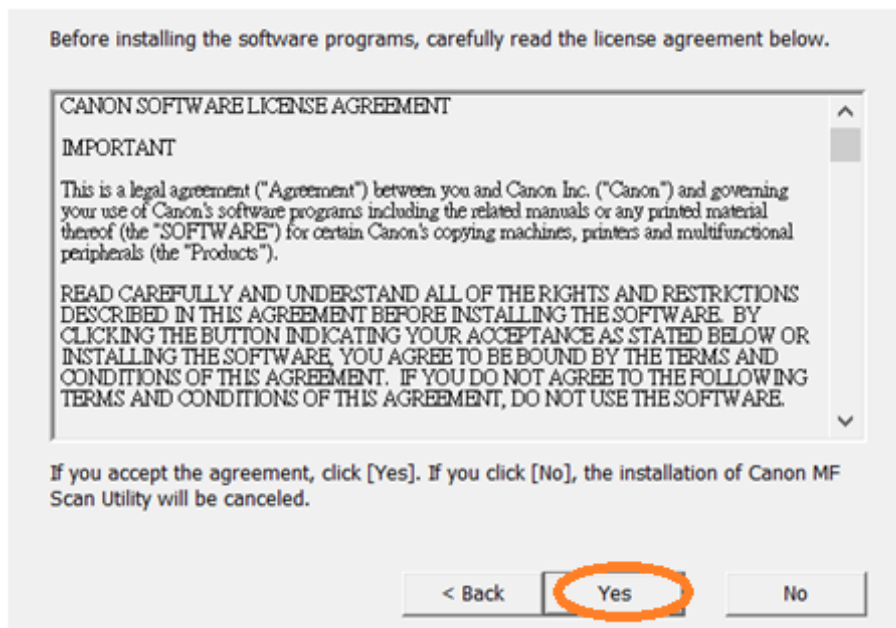 Before installing the software programs, carefully read the license agreement below.
CANON SOFTWARE LICENSE AGREEMENT
IMPORTANT
This is a legal agreement ("Agreement") between you and Canon Inc. ("Canon") and governing
your use of Canon's software programs including the related manuals or any printed material
thereof (the "SOFTWARE") for certain Canon's copying machines, printers and multifunctional
peripherals (the "Products").
READ CAREFULLY AND UNDERSTAND ALL OF THE RIGHTS AND RESTRICTIONS
DESCRIBED IN THIS AGREEMENT BEFORE INSTALLING THE SOFTWARE. BY
CLICKING THE BUTTON INDICATING YOUR ACCEPTANCE AS STATED BELOW OR
INSTALLING THE SOFTWARE, YOU AGREE TO BE BOUND BY THE TERMS AND
CONDITIONS OF THIS AGREEMENT. IF YOU DO NOT AGREE TO THE FOLLOWING
TERMS AND CONDITIONS OF THIS AGREEMENT, DO NOT USE THE SOFTWARE.
If you accept the agreement, click [Yes]. If you click [No], the installation of Canon MF
Scan Utility will be canceled.
< Back Yes No